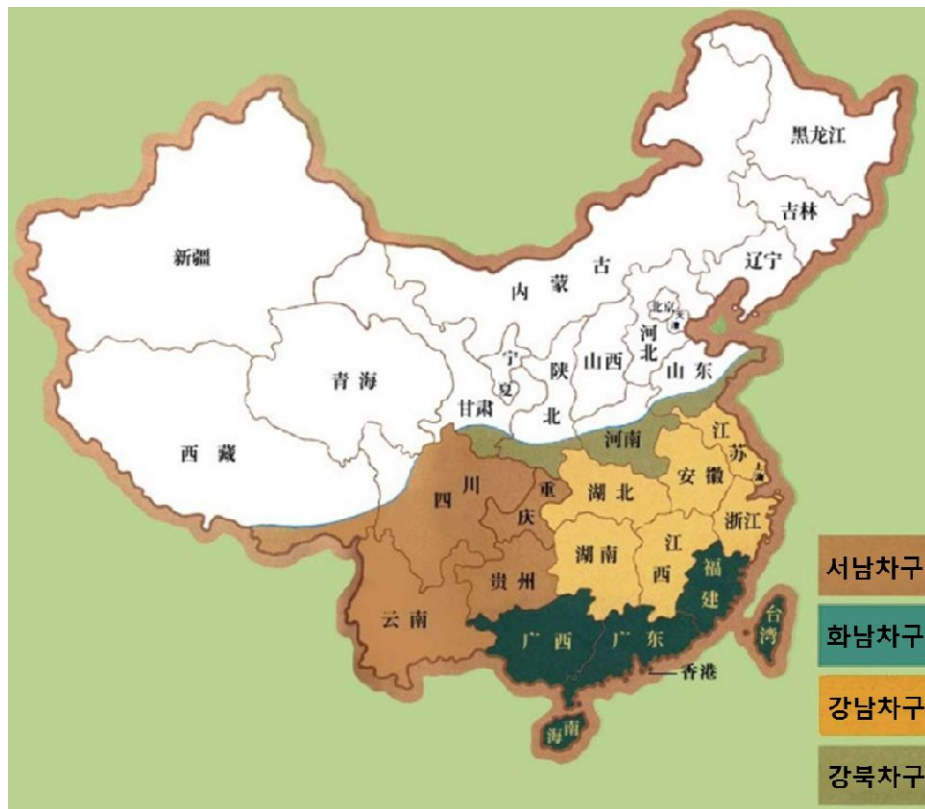 黑龙江
吉林
辽宁
新疆
内蒙古
北京
天津
河北
宁夏
陕北
山西
山东
青海
甘肃
西藏
河南
江苏
上海
安徽
四川
重庆
湖北
浙江
湖南
江西
贵州
福建
云南
广西
广东
台湾
香港
海南
서남차구
화남차구
강남차구
강북차구